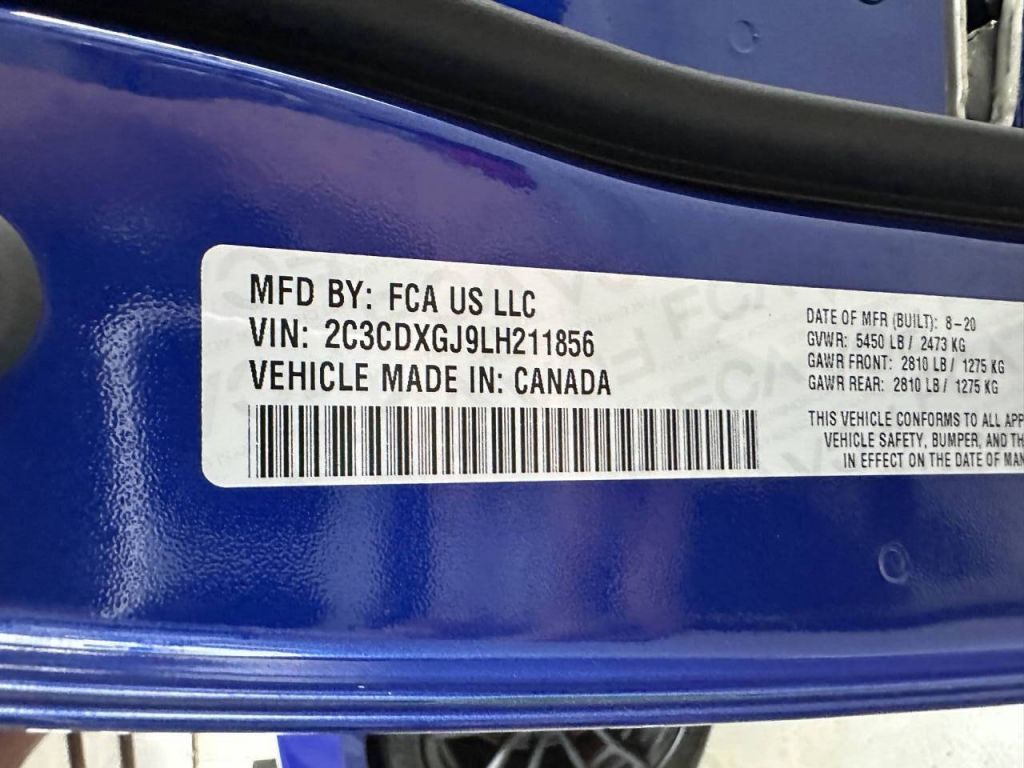 MFD BY: FCA US LLC
VIN: 2C3CDXGJ9LH211856
VEHICLE MADE IN: CANADA
DATE OF MFR (BUILT): 8-20
GVWR: 5450 LB / 2473 KG
GAWR FRONT: 2810 LB / 1275 KG
GAWR REAR: 2810 LB / 1275 KG
THIS VEHICLE CONFORMS TO ALL APP
VEHICLE SAFETY, BUMPER, AND TH
IN EFFECT ON THE DATE OF MAN